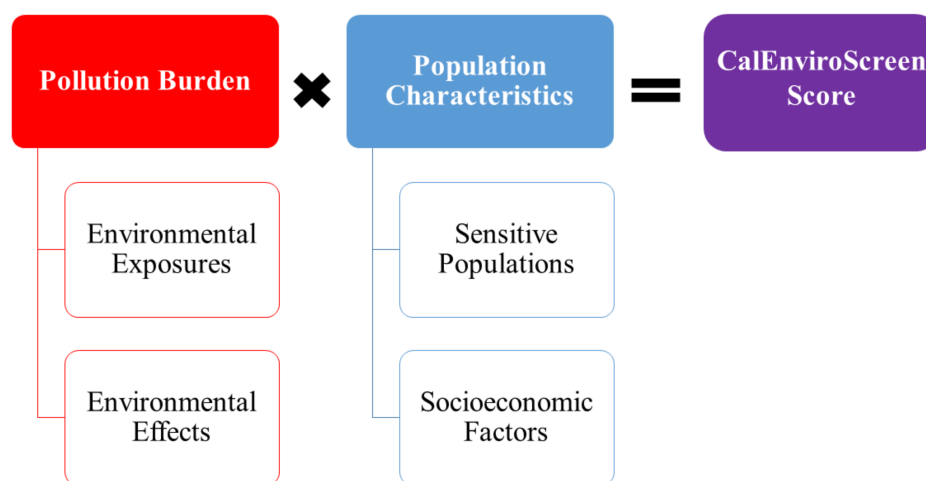 Pollution Burden
Population
Characteristics
CalEnviroScreen
Score
Environmental
Exposures
Sensitive
Populations
Environmental
Effects
Socioeconomic
Factors